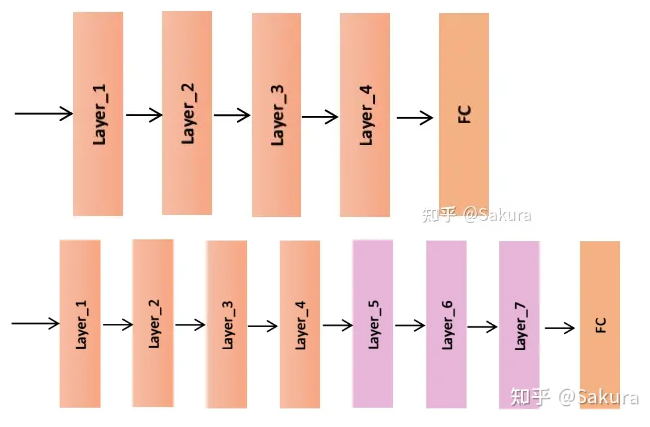 Layer_1
Layer_2
Layer_3
Layer_4
FC
知乎 @Sakura
Layer_1
Layer_2
Layer_3
Layer_4
Layer_5
Layer_6
Layer_7
FC
知乎 @Sakura